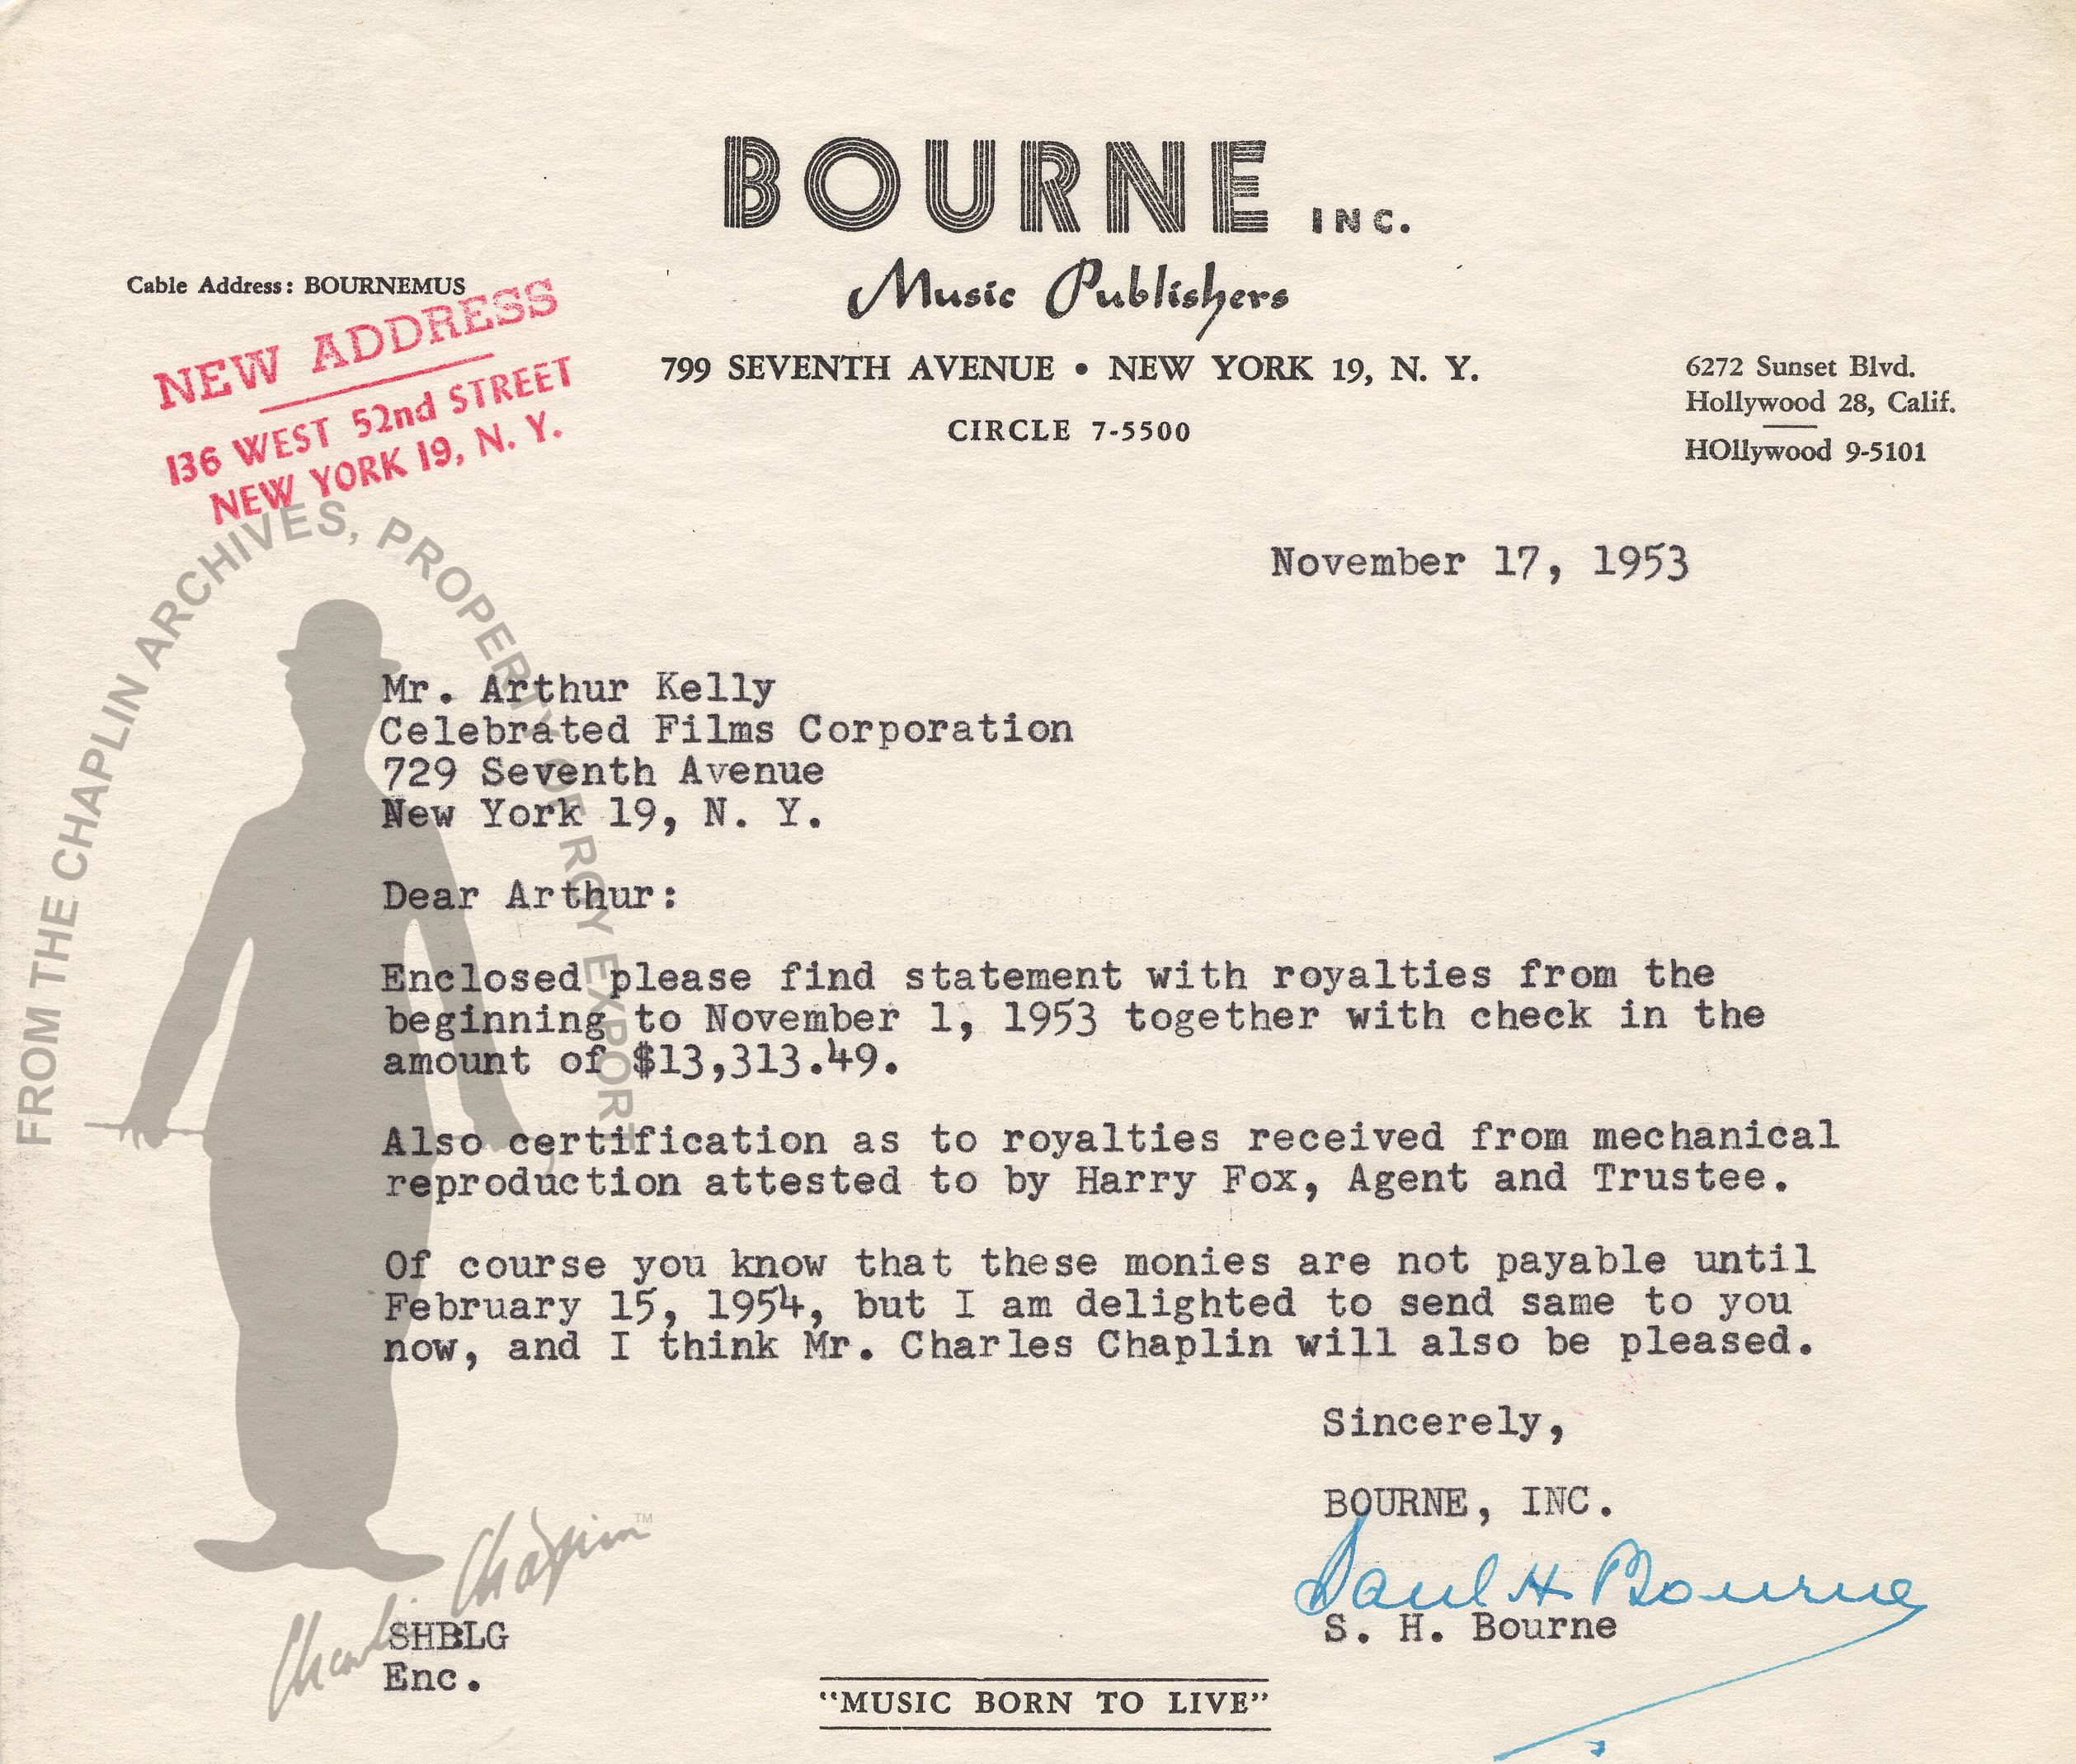 BOURNE INC.
Music Publishers
Cable Address: BOURNEMUS
NEW ADDRESS
136 WEST 52nd STREET
NEW YORK 19, N. Y.
799 SEVENTH AVENUE • NEW YORK 19, N. Y.
CIRCLE 7-5500
6272 Sunset Blvd.
Hollywood 28, Calif.
HOllywood 9-5101
November 17, 1953
FROM THE CHAPLIN ARCHIVES, PROPERTY OF ROY EXPORT
Mr. Arthur Kelly
Celebrated Films Corporation
729 Seventh Avenue
New York 19, N. Y.
Dear Arthur:
Enclosed please find statement with royalties from the
beginning to November 1, 1953 together with check in the
amount of $13,313.49.
Also certification as to royalties received from mechanical
reproduction attested to by Harry Fox, Agent and Trustee.
Of course you know that these monies are not payable until
February 15, 1954, but I am delighted to send same to you
now, and I think Mr. Charles Chaplin will also be pleased.
Sincerely,
BOURNE, INC.
Saul H Bourne
S. H. Bourne
Charlie Chaplin™
SHBLG
Enc.
"MUSIC BORN TO LIVE"